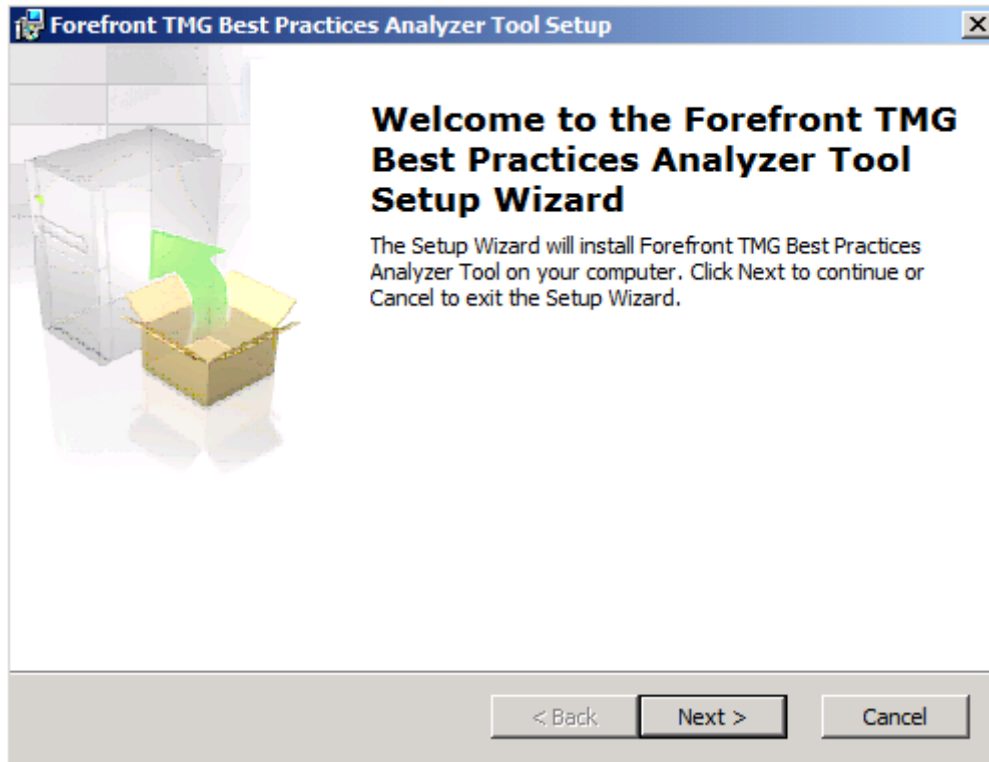 Forefront TMG Best Practices Analyzer Tool Setup
Welcome to the Forefront TMG
Best Practices Analyzer Tool
Setup Wizard
The Setup Wizard will install Forefront TMG Best Practices
Analyzer Tool on your computer. Click Next to continue or
Cancel to exit the Setup Wizard.
< Back Next > Cancel